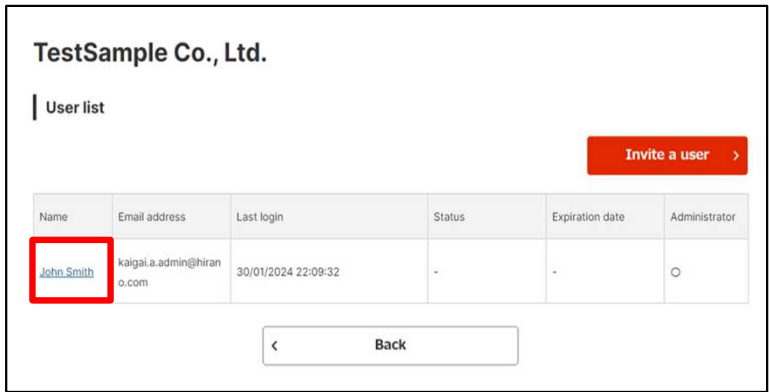 TestSample Co., Ltd.
User list
Invite a user
Name Email address Last login Status Expiration date Administrator
John Smith kaigai.a.admin@hiran 30/01/2024 22:09:32 - - ○
o.com
Back